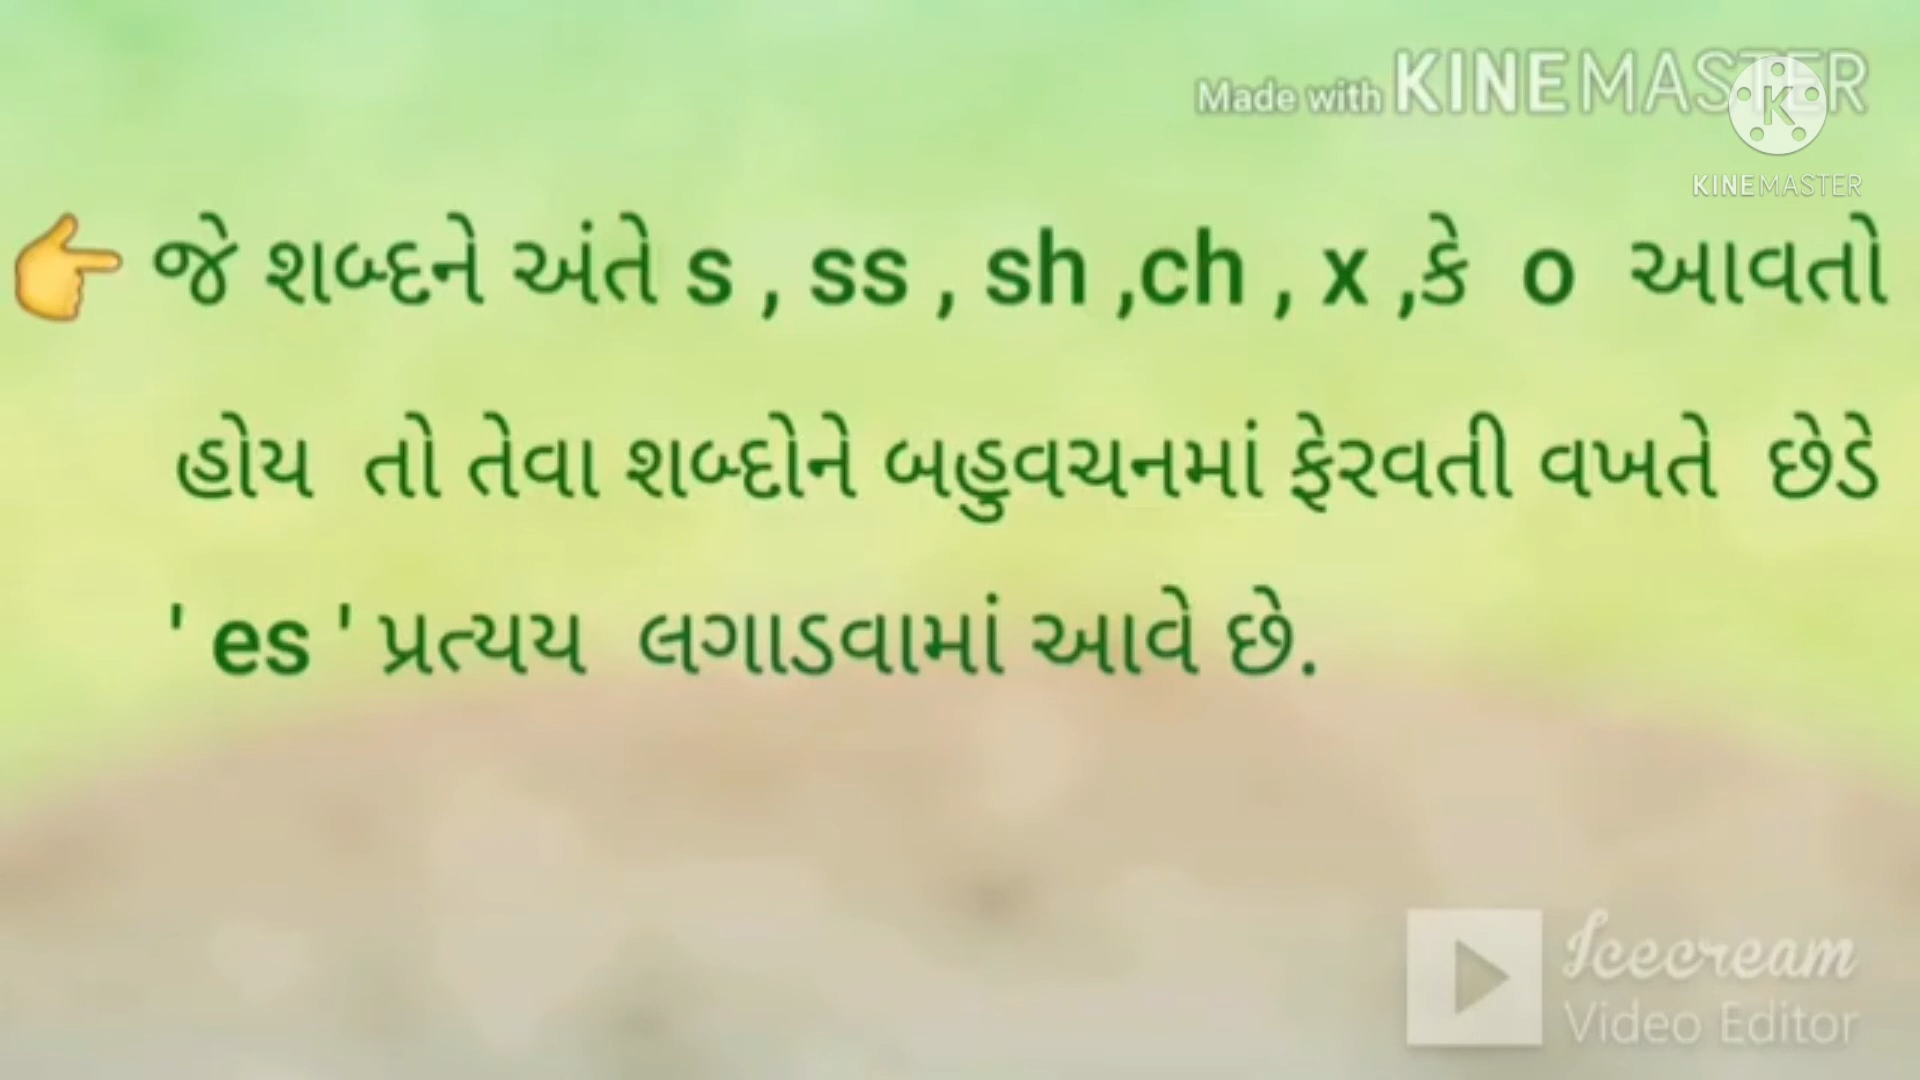 Made with KINEMASTER
K
KINEMASTER
👉 જે શબ્દને અંતે s , ss , sh ,ch , x ,કે o આવતો
હોય તો તેવા શબ્દોને બહુવચનમાં ફેરવતી વખતે છેડે
' es ' પ્રત્યય લગાડવામાં આવે છે.
Icecream
Video Editor